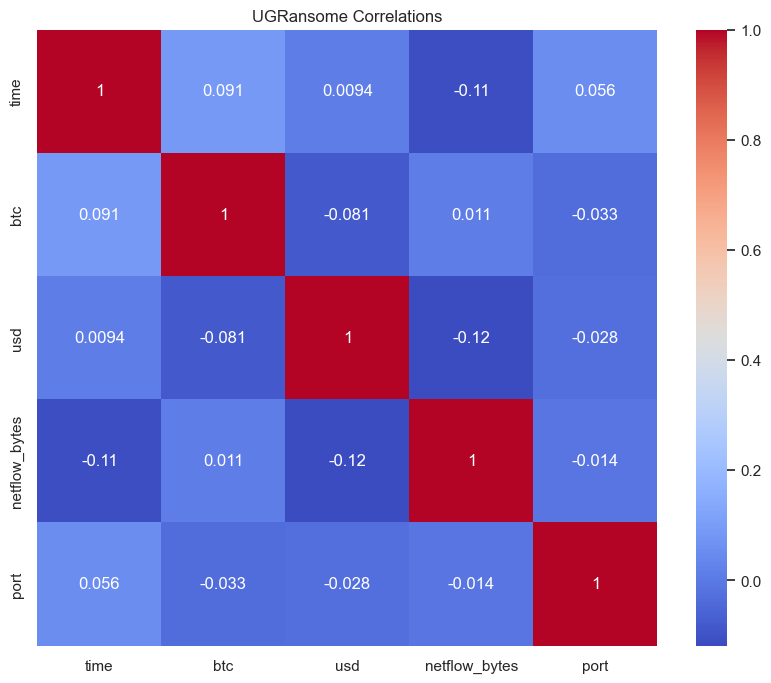 UGRansome Correlations
time 1 0.091 0.0094 -0.11 0.056
btc 0.091 1 -0.081 0.011 -0.033
usd 0.0094 -0.081 1 -0.12 -0.028
netflow_bytes -0.11 0.011 -0.12 1 -0.014
port 0.056 -0.033 -0.028 -0.014 1
time btc usd netflow_bytes port
1.0
0.8
0.6
0.4
0.2
0.0